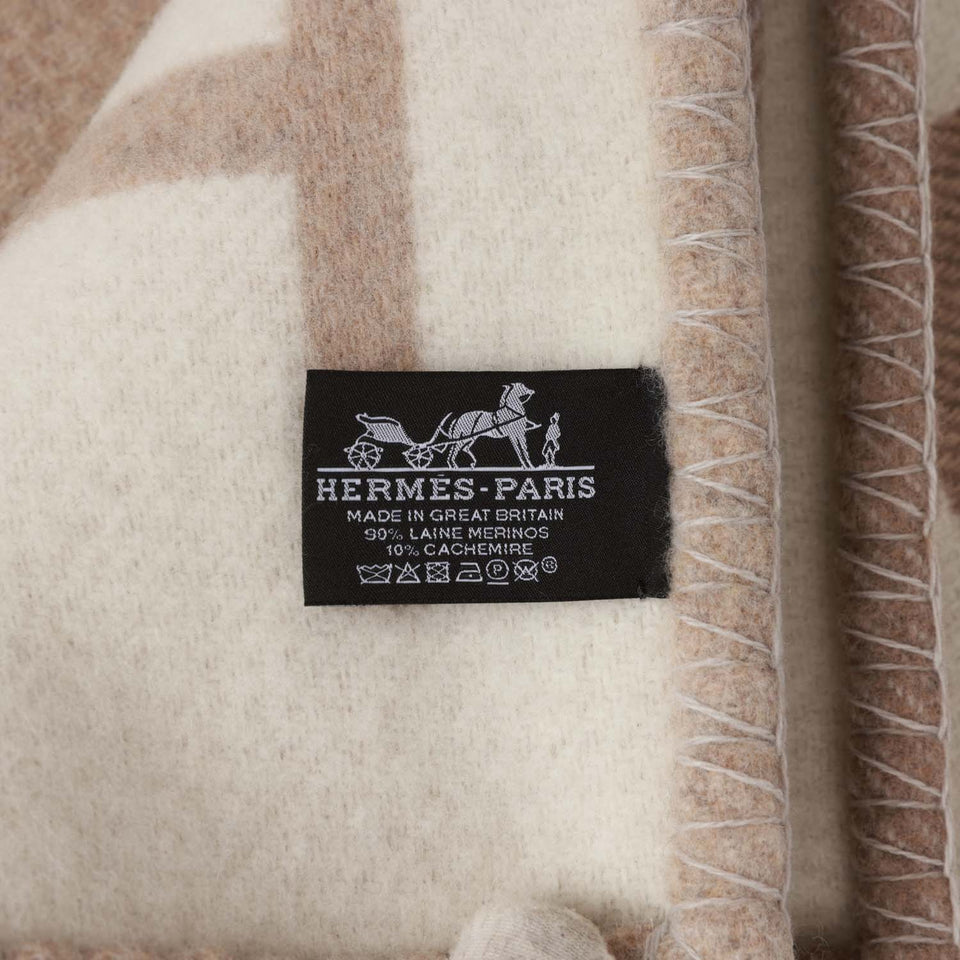 HERMÈS-PARIS
MADE IN GREAT BRITAIN
90% LAINE MERINOS
10% CACHEMIRE
P ®